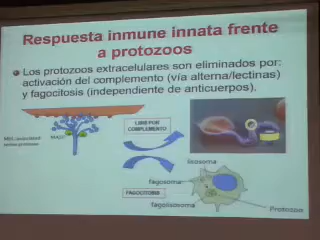 Respuesta inmune innata frente
a protozoos
Los protozoos extracelulares son eliminados por:
activación del complemento (vía alterna/lectinas)
y fagocitosis (independiente de anticuerpos).
LISIS POR
COMPLEMENTO
lisosoma
fagosoma
FAGOCITOSIS
fagolisosoma
Protozoo